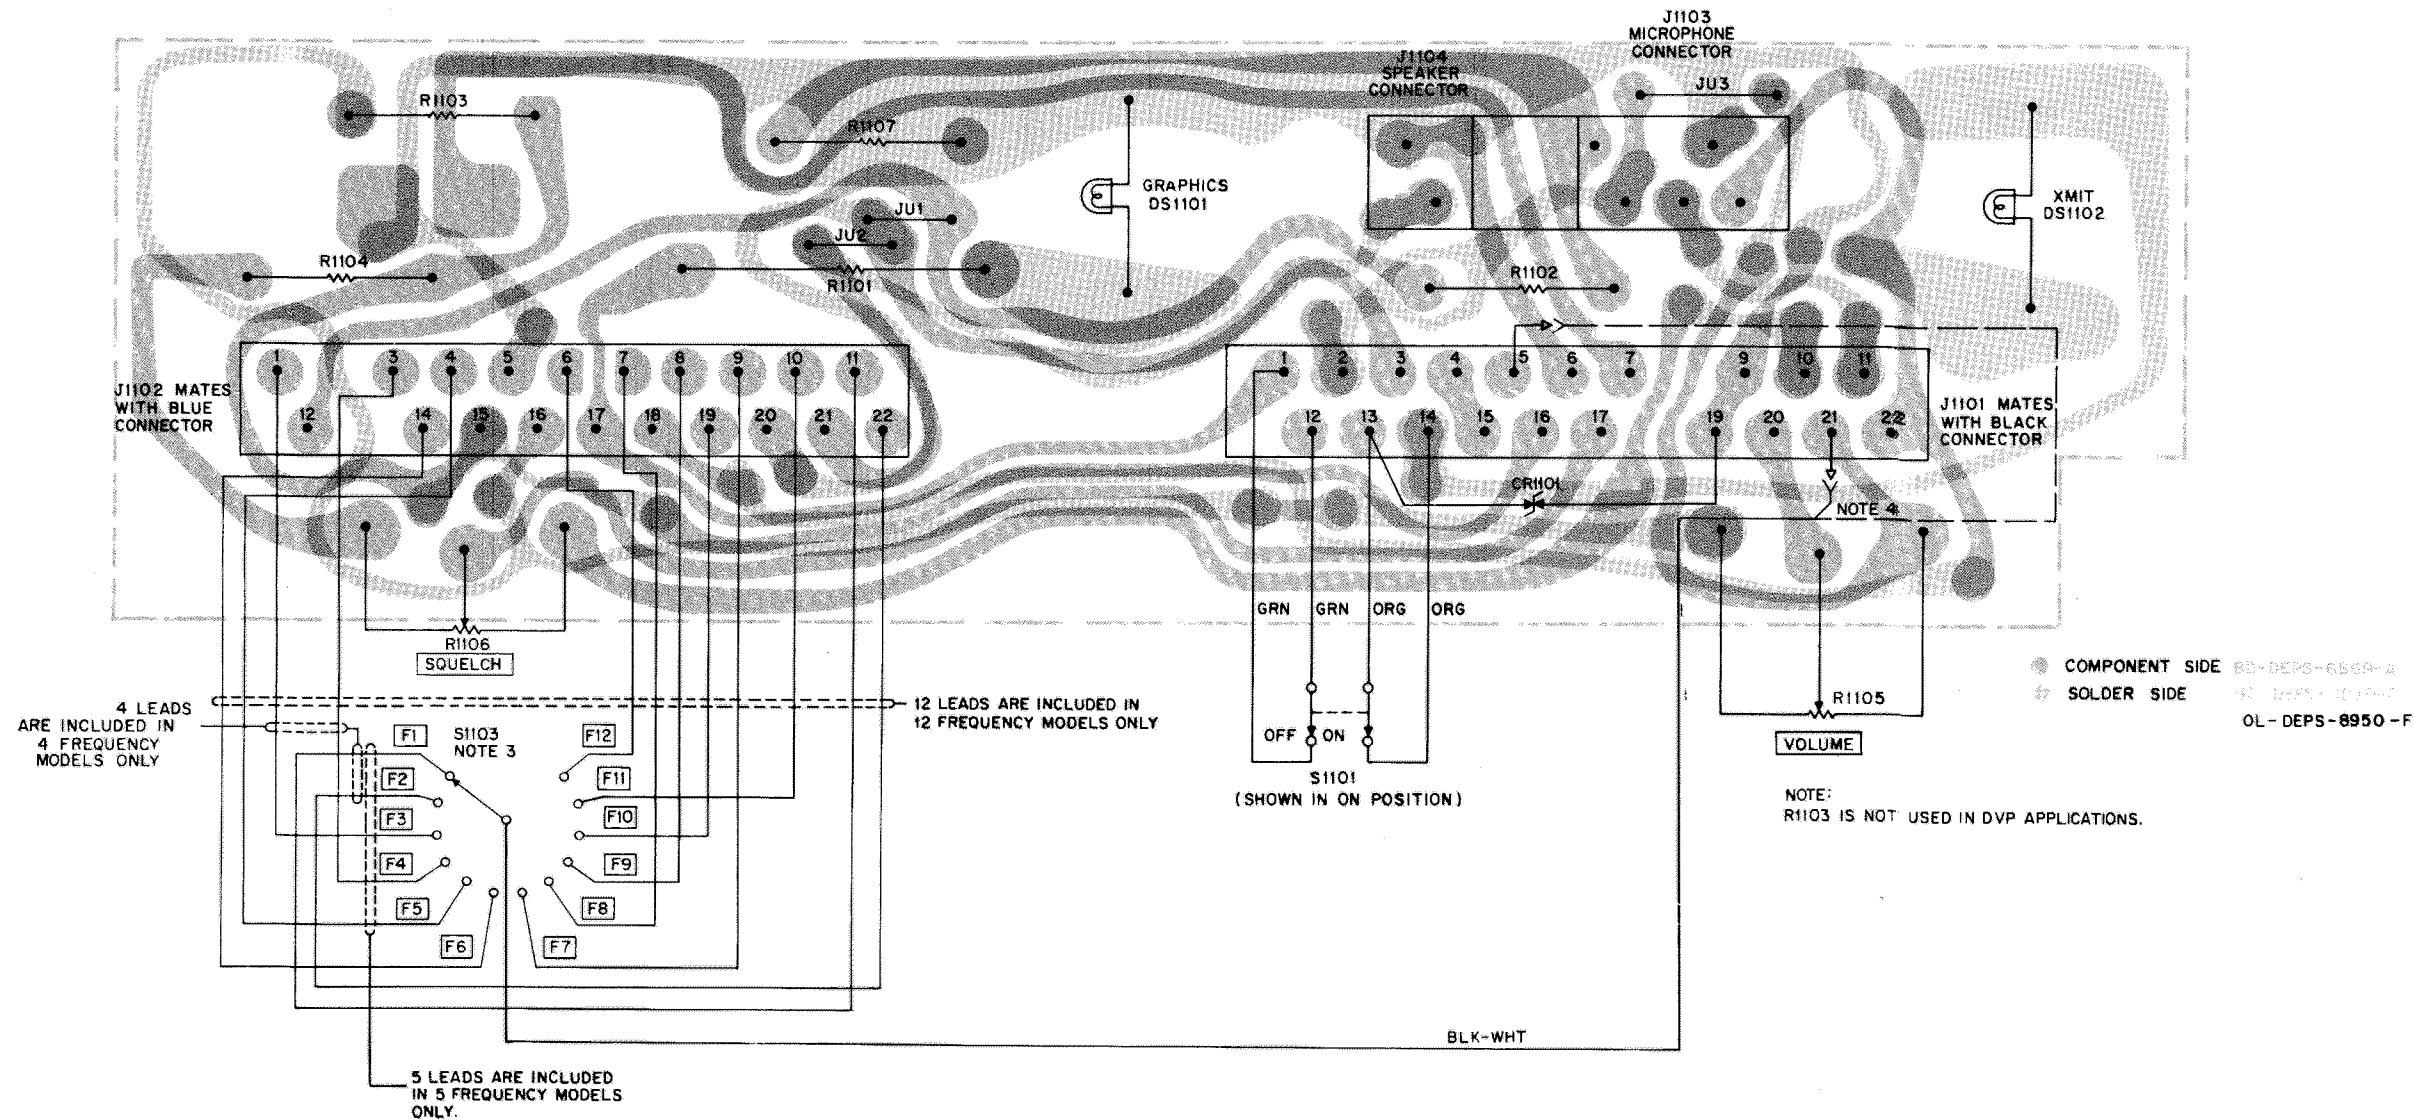 J1103
MICROPHONE
CONNECTOR
J1104
SPEAKER
CONNECTOR
JU3
R1103
R1107
GRAPHICS
DS1101
XMIT
DS1102
JU1
JU2
R1104
R1101
R1102
1 3 4 5 6 7 8 9 10 11
12 14 15 16 17 18 19 20 21 22
J1102 MATES
WITH BLUE
CONNECTOR
1 2 3 4 5 6 7 9 10 11
12 13 14 15 16 17 19 20 21 22
J1101 MATES
WITH BLACK
CONNECTOR
CR1101
NOTE 4
GRN GRN ORG ORG
R1106
SQUELCH
COMPONENT SIDE BD-DEPS-6869-A
SOLDER SIDE
OL-DEPS-8950-F
R1105
VOLUME
4 LEADS
ARE INCLUDED IN
4 FREQUENCY
MODELS ONLY
12 LEADS ARE INCLUDED IN
12 FREQUENCY MODELS ONLY
S1103
NOTE 3
F1
F2
F3
F4
F5
F6
F7
F8
F9
F10
F11
F12
OFF ON
S1101
(SHOWN IN ON POSITION)
NOTE:
R1103 IS NOT USED IN DVP APPLICATIONS.
BLK-WHT
5 LEADS ARE INCLUDED
IN 5 FREQUENCY MODELS
ONLY.